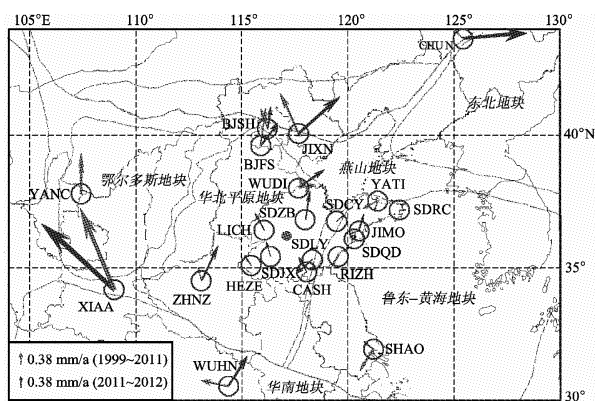 105°E 110° 115° 120° 125° 130°
CHUN
东北地块
BJSH
40°N
JIXN
BJFS
燕山地块
鄂尔多斯地块
WUDI
YATI
YANC
华北平原地块
SDCY
SDRC
SDZB
LICH
JIMO
SDLY
SDQD
35°
SDJX
RIZH
HEZE
ZHNZ
CASH
XIAA
鲁东-黄海地块
SHAO
0.38 mm/a (1999~2011)
WUHN
0.38 mm/a (2011~2012)
华南地块
30°